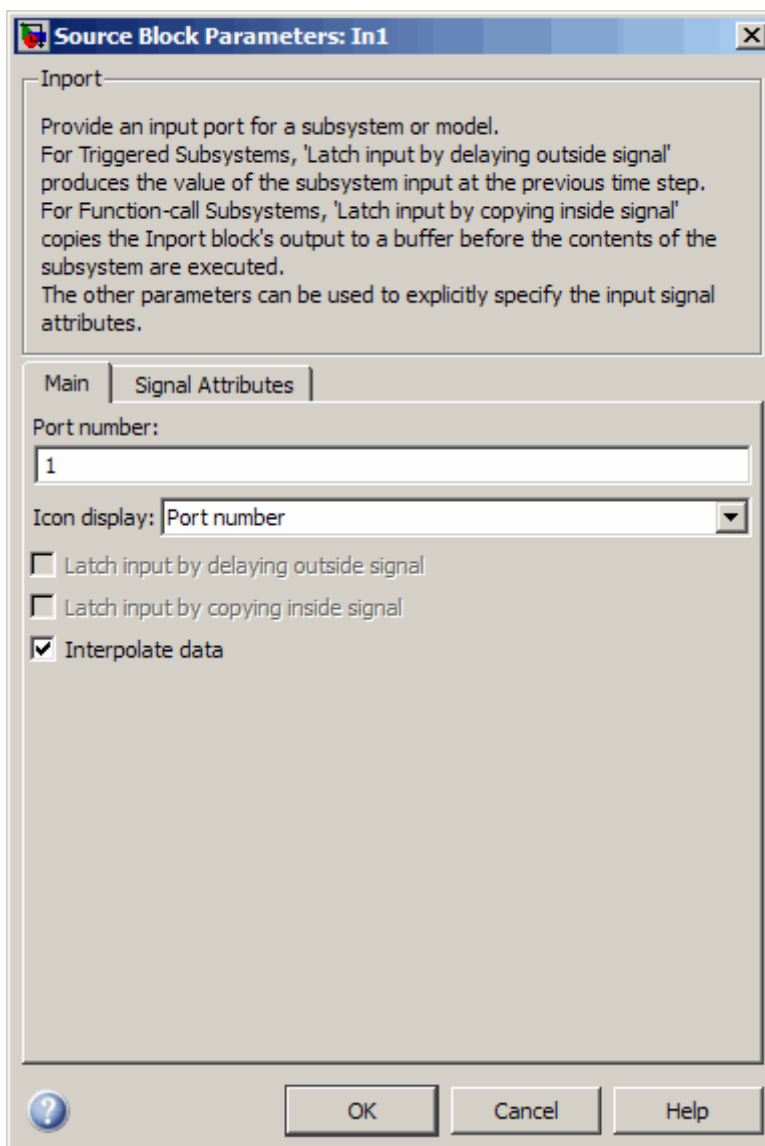 Source Block Parameters: In1
Inport
Provide an input port for a subsystem or model.
For Triggered Subsystems, 'Latch input by delaying outside signal'
produces the value of the subsystem input at the previous time step.
For Function-call Subsystems, 'Latch input by copying inside signal'
copies the Inport block's output to a buffer before the contents of the
subsystem are executed.
The other parameters can be used to explicitly specify the input signal
attributes.
Main Signal Attributes
Port number:
1
Icon display: Port number
Latch input by delaying outside signal
Latch input by copying inside signal
Interpolate data
? OK Cancel Help